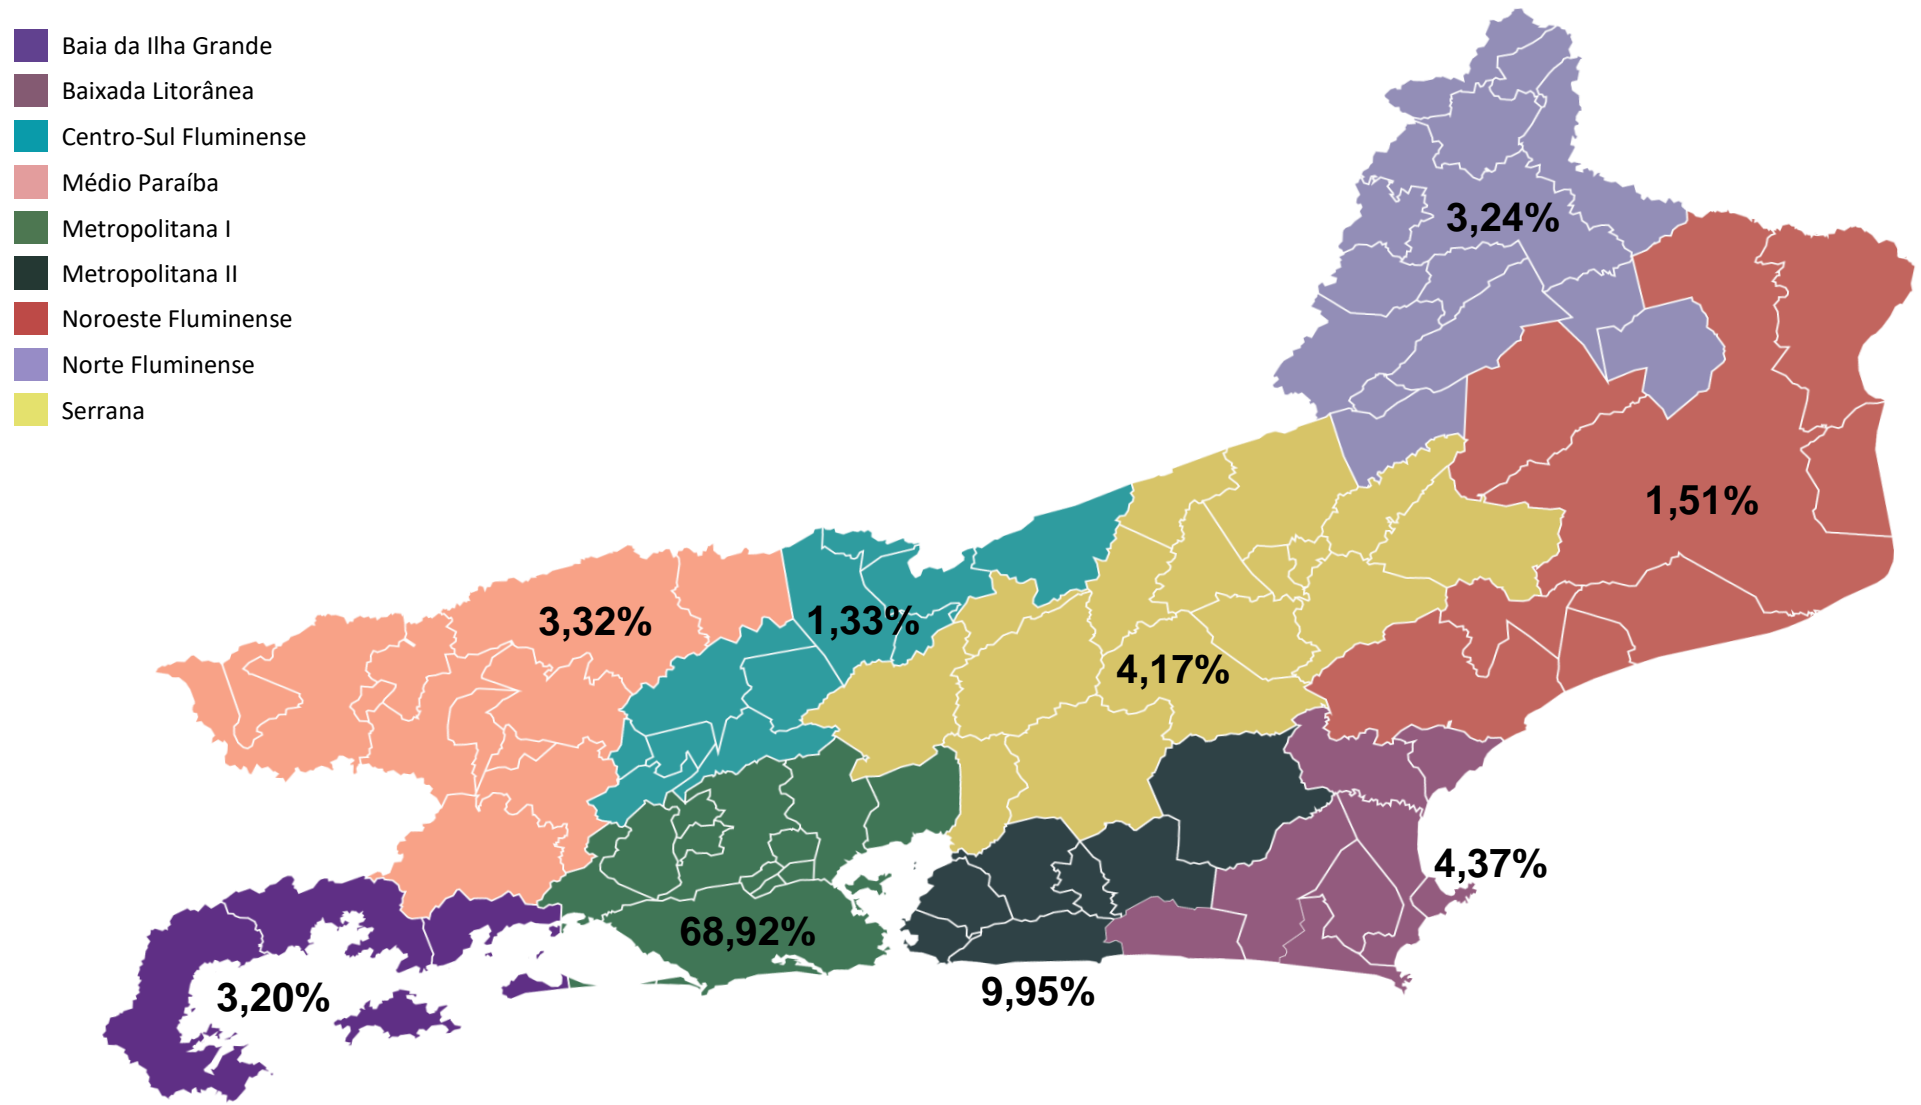 Baia da Ilha Grande
Baixada Litorânea
Centro-Sul Fluminense
Médio Paraíba
Metropolitana I
Metropolitana II
Noroeste Fluminense
Norte Fluminense
Serrana
3,24%
1,51%
3,32%
1,33%
4,17%
4,37%
68,92%
9,95%
3,20%